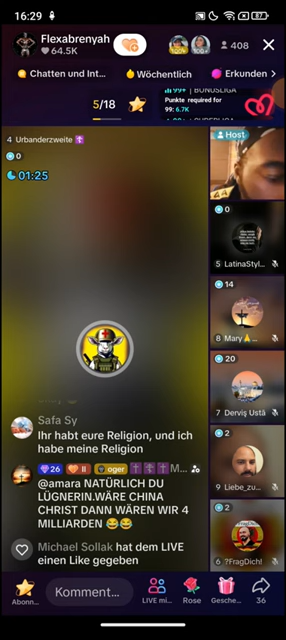 16:29
87
Flexabrenyah
64.5K
408
Chatten und Int...
Wöchentlich
Erkunden >
5/18
99+ | BUNDSLIGA
Punkte required for
99: 6.7K
4 Urbanderzweite
0
01:25
Host
0
5 LatinaStyl...
14
8 Mary
20
7 Derviş Ustâ
2
9 Liebe_zu...
2
6 ?FragDich!
Safa Sy
Ihr habt eure Religion, und ich
habe meine Religion
26 II oger M...
@amara NATÜRLICH DU
LÜGNERIN.WÄRE CHINA
CHRIST DANN WÄREN WIR 4
MILLIARDEN
Michael Sollak hat dem LIVE
einen Like gegeben
Abonn...
Kommentar...
LIVE mi...
Rose
Gesche...
36